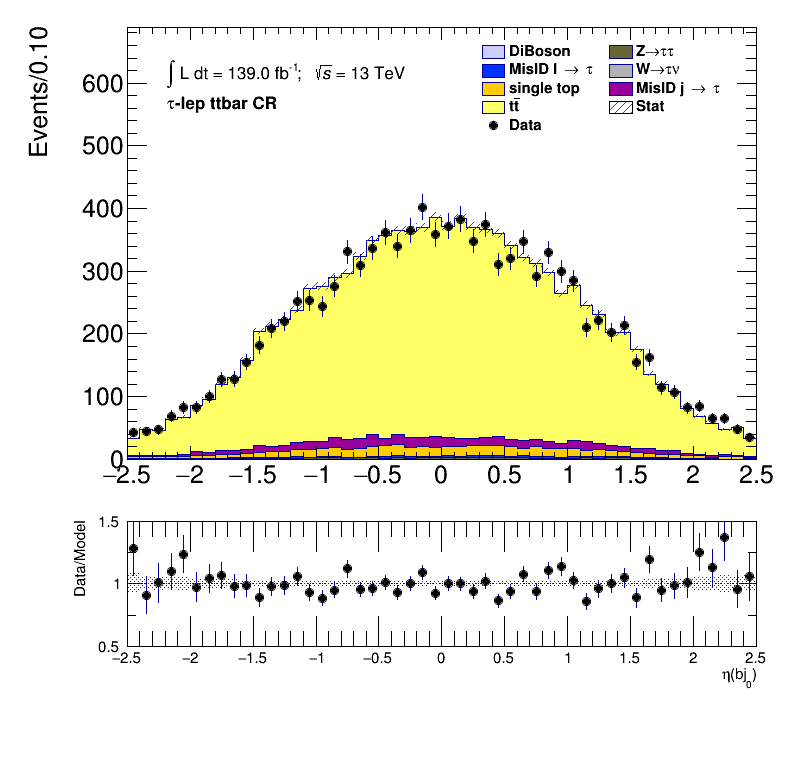 Events/0.10
600
500
400
300
200
100
0
∫ L dt = 139.0 fb⁻¹; √s = 13 TeV
τ-lep ttbar CR
DiBoson
MisID l → τ
single top
tt̄
Data
Z→ττ
W→τν
MisID j → τ
Stat
−2.5 −2 −1.5 −1 −0.5 0 0.5 1 1.5 2 2.5
Data/Model
1.5
1
0.5
−2.5 −2 −1.5 −1 −0.5 0 0.5 1 1.5 2 2.5
η(bj₀)